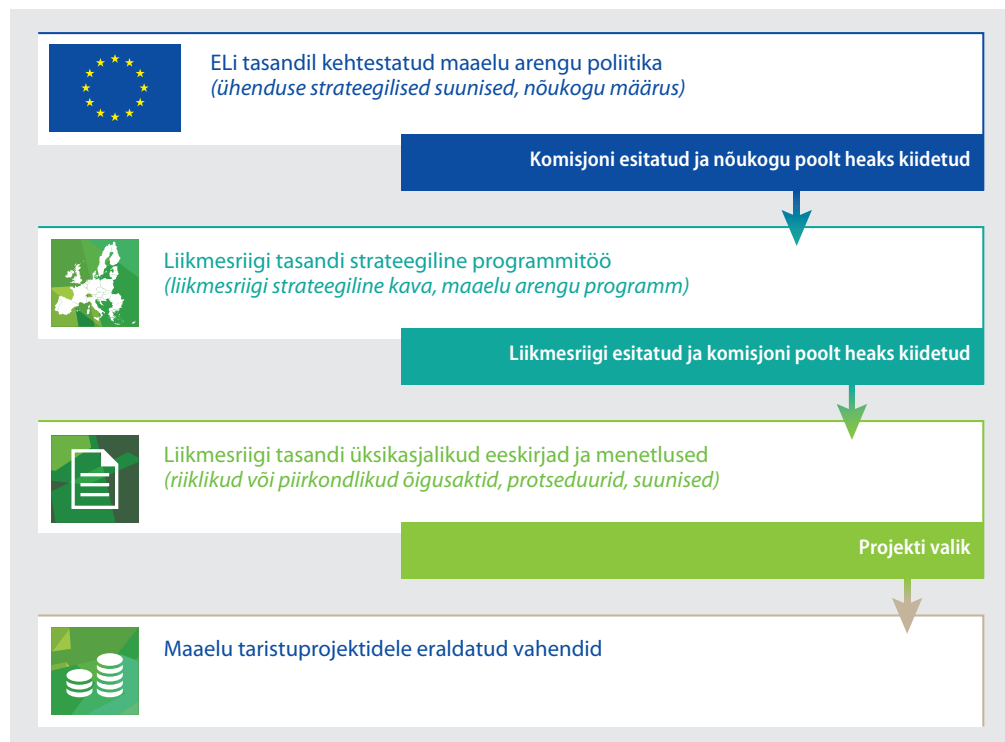 ELi tasandil kehtestatud maaelu arengu poliitika
(ühenduse strateegilised suunised, nõukogu määrus)
Komisjoni esitatud ja nõukogu poolt heaks kiidetud
Liikmesriigi tasandi strateegiline programmitöö
(liikmesriigi strateegiline kava, maaelu arengu programm)
Liikmesriigi esitatud ja komisjoni poolt heaks kiidetud
Liikmesriigi tasandi üksikasjalikud eeskirjad ja menetlused
(riiklikud või piirkondlikud õigusaktid, protseduurid, suunised)
Projekti valik
Maaelu taristuprojektidele eraldatud vahendid